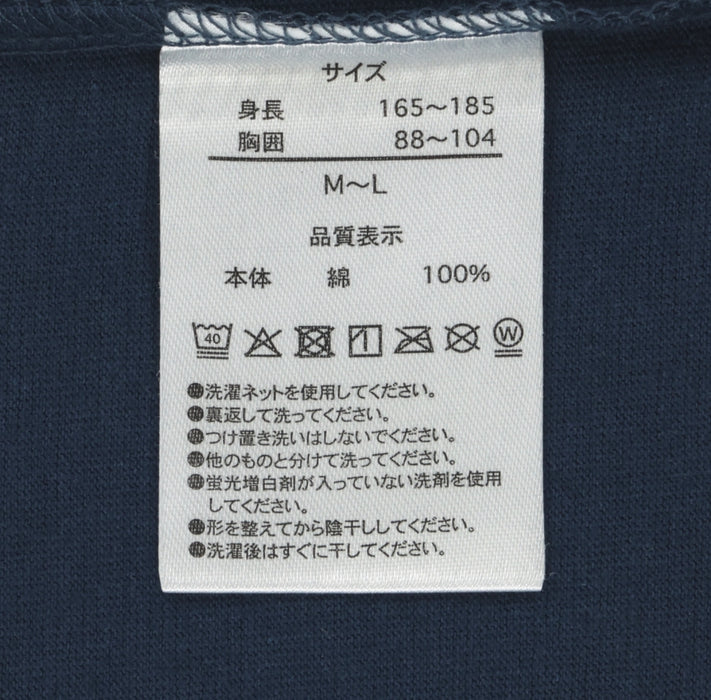 サイズ
身長 165～185
胸囲 88～104
M～L
品質表示
本体 綿 100%
40 W
●洗濯ネットを使用してください。
●裏返して洗ってください。
●つけ置き洗いはしないでください。
●他のものと分けて洗ってください。
●蛍光増白剤が入っていない洗剤を使用
してください。
●形を整えてから陰干ししてください。
●洗濯後はすぐに干してください。